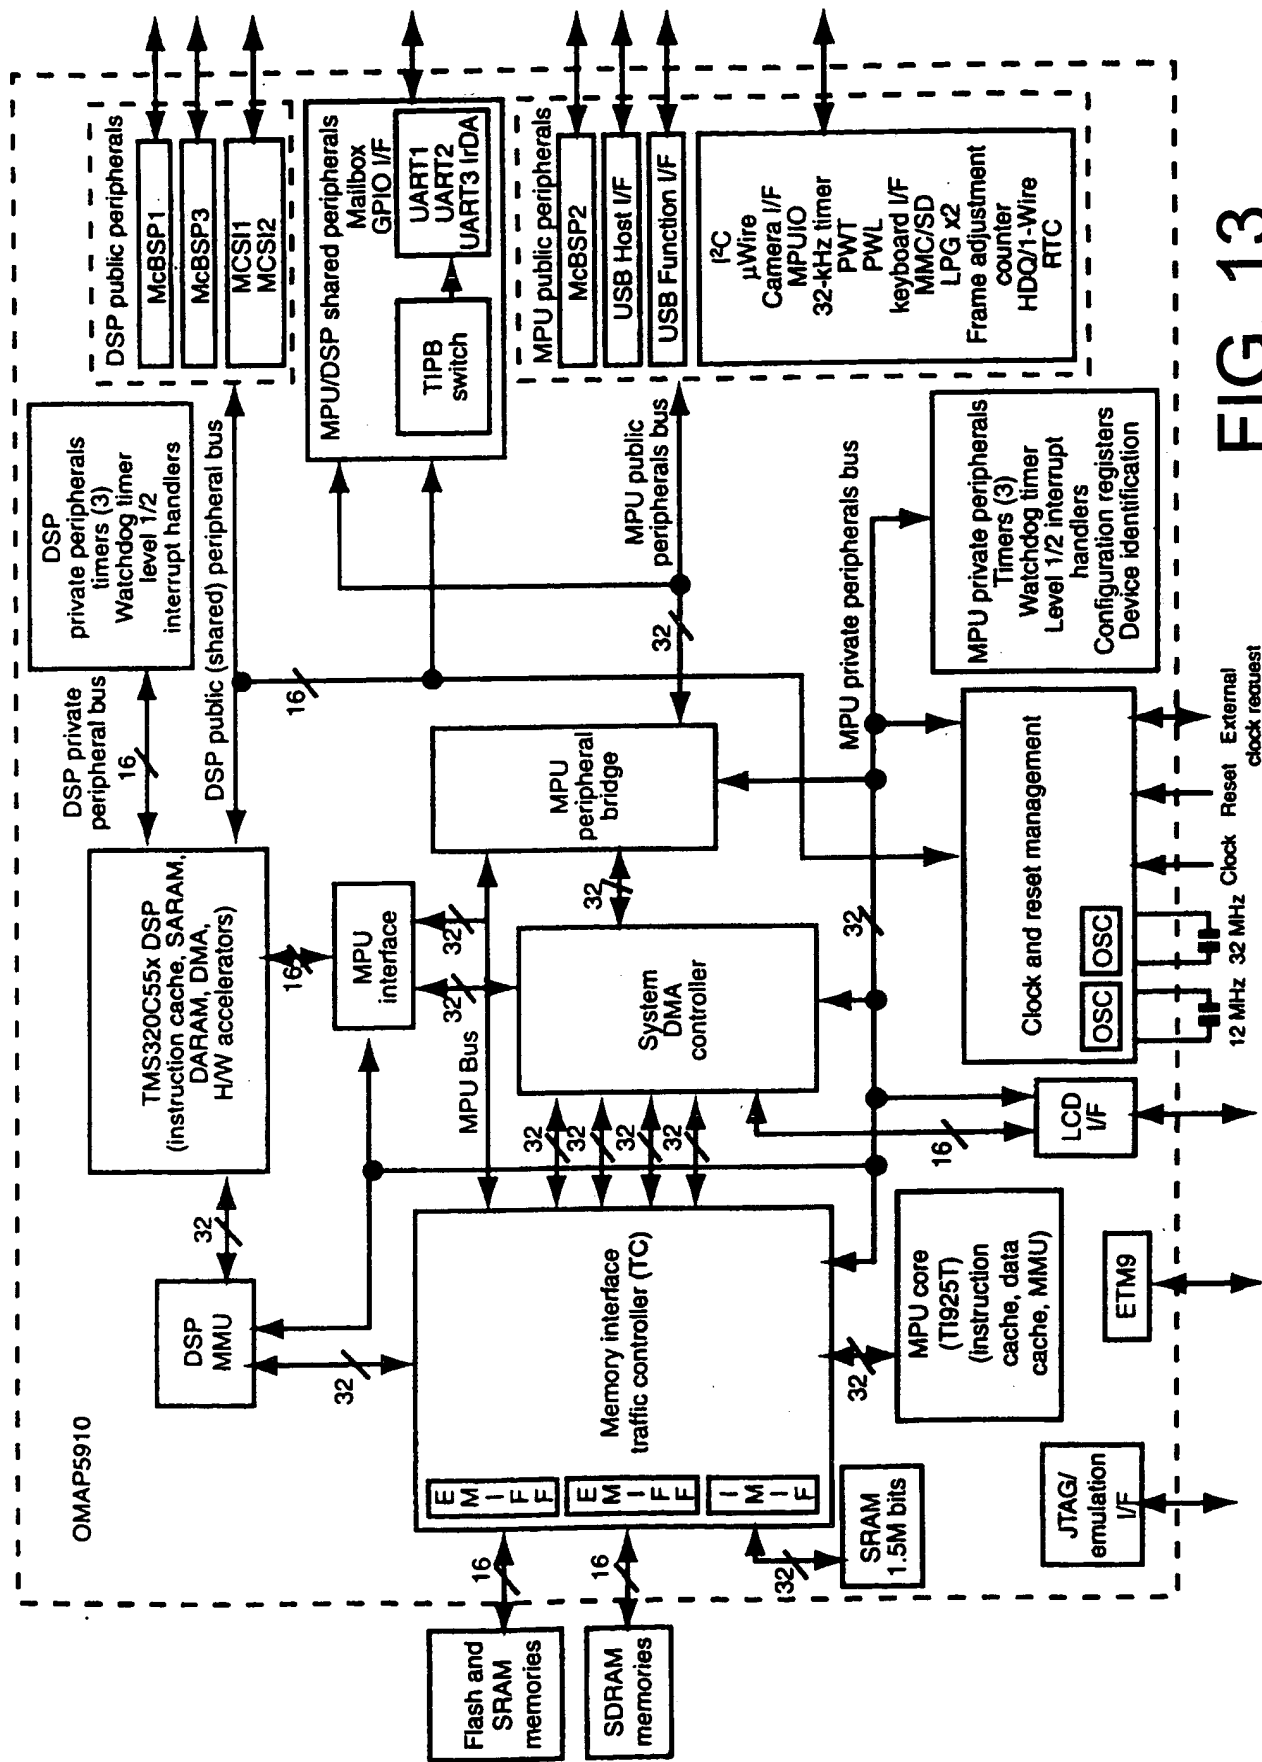 OMAP5910
Flash and
SRAM
memories
SDRAM
memories
16
16
32
E
M
I
F
F
E
M
I
F
F
I
M
I
F
Memory interface
traffic controller (TC)
SRAM
1.5M bits
DSP
MMU
32
32
TMS320C55x DSP
(instruction cache, SARAM,
DARAM, DMA,
H/W accelerators)
DSP private
peripheral bus
16
DSP
private peripherals
timers (3)
Watchdog timer
level 1/2
interrupt handlers
DSP public (shared) peripheral bus
16
DSP public peripherals
McBSP1
McBSP3
MCSI1
MCSI2
16
MPU
interface
32
32
MPU Bus
MPU
peripheral
bridge
32
System
DMA
controller
32
32
32
32
MPU/DSP shared peripherals
Mailbox
GPIO I/F
TIPB
switch
UART1
UART2
UART3 IrDA
MPU public
peripherals bus
32
MPU public peripherals
McBSP2
USB Host I/F
USB Function I/F
I²C
µWire
Camera I/F
MPUIO
32-kHz timer
PWT
PWL
keyboard I/F
MMC/SD
LPG x2
Frame adjustment
counter
HDQ/1-Wire
RTC
MPU private peripherals bus
32
32
MPU core
(TI925T)
(instruction
cache, data
cache, MMU)
16
LCD
I/F
Clock and reset management
OSC
OSC
MPU private peripherals
Timers (3)
Watchdog timer
Level 1/2 interrupt
handlers
Configuration registers
Device identification
JTAG/
emulation
I/F
ETM9
12 MHz
32 MHz
Clock
Reset
External
clock request
FIG 13